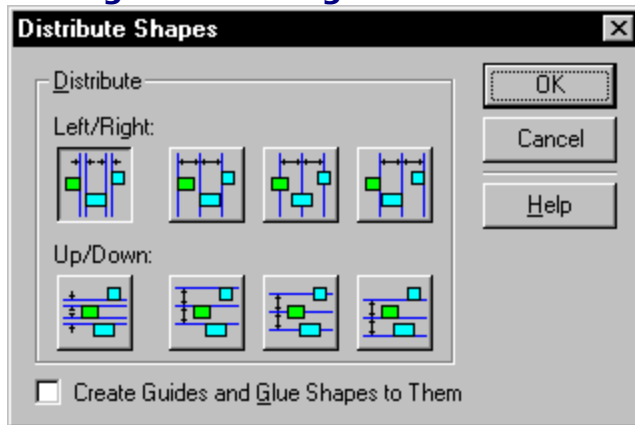 Distribute Shapes
Distribute
OK
Left/Right:
Cancel
Help
Up/Down:
Create Guides and Glue Shapes to Them